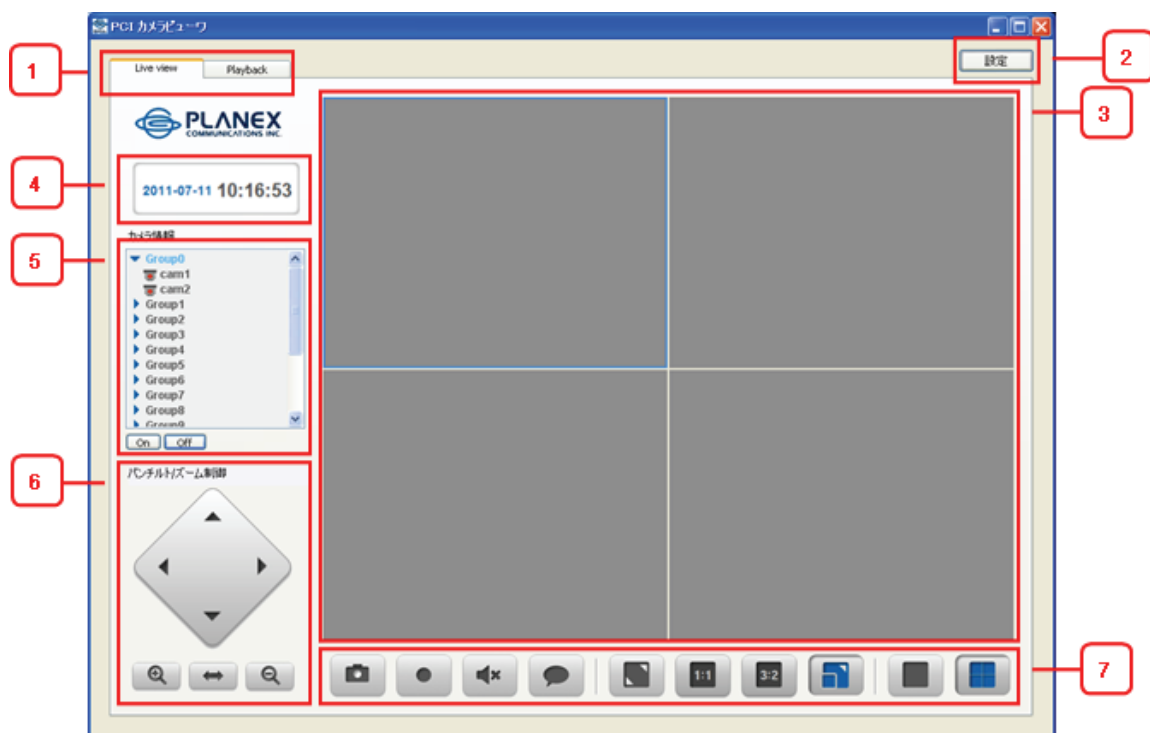 PCI カメラビューワ
1
Live view
Playback
設定
2
PLANEX
COMMUNICATIONS INC.
3
4
2011-07-11 10:16:53
カメラ情報
5
Group0
cam1
cam2
Group1
Group2
Group3
Group4
Group5
Group6
Group7
Group8
Group9
On
Off
6
パンチルト/ズーム制御
1:1
3:2
7